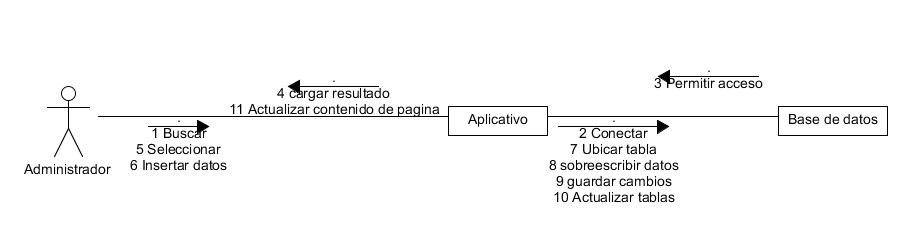 3 Permitir acceso
4 cargar resultado
11 Actualizar contenido de pagina
Aplicativo
Base de datos
1 Buscar
5 Seleccionar
6 Insertar datos
Administrador
2 Conectar
7 Ubicar tabla
8 sobreescribir datos
9 guardar cambios
10 Actualizar tablas